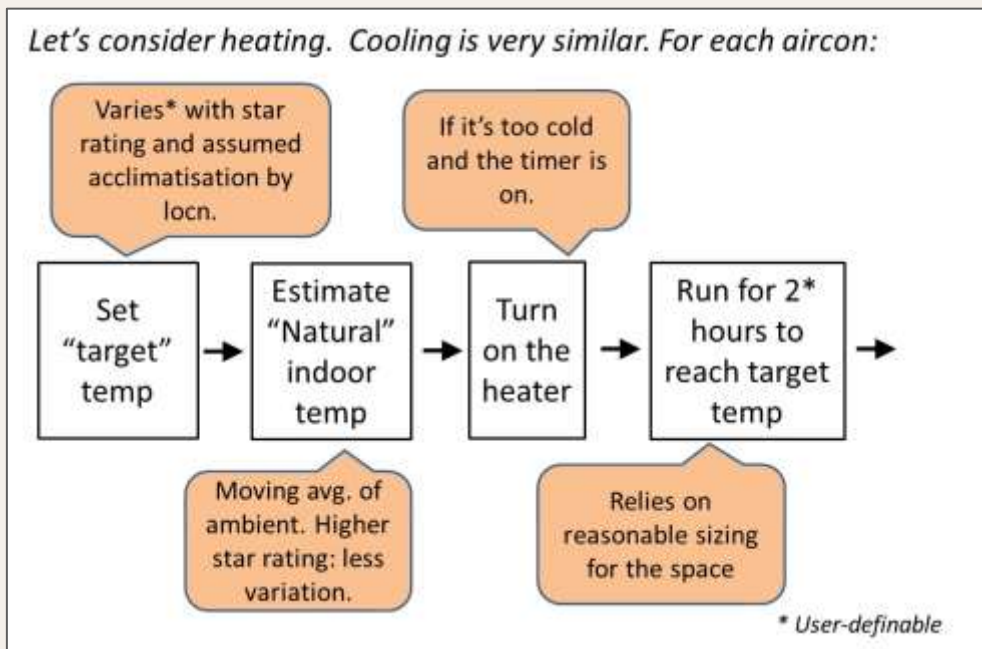 Let's consider heating.  Cooling is very similar. For each aircon:
Varies* with star
rating and assumed
acclimatisation by
locn.
If it's too cold
and the timer is
on.
Set
"target"
temp
Estimate
"Natural"
indoor
temp
Turn
on the
heater
Run for 2*
hours to
reach target
temp
Moving avg. of
ambient. Higher
star rating: less
variation.
Relies on
reasonable sizing
for the space
* User-definable